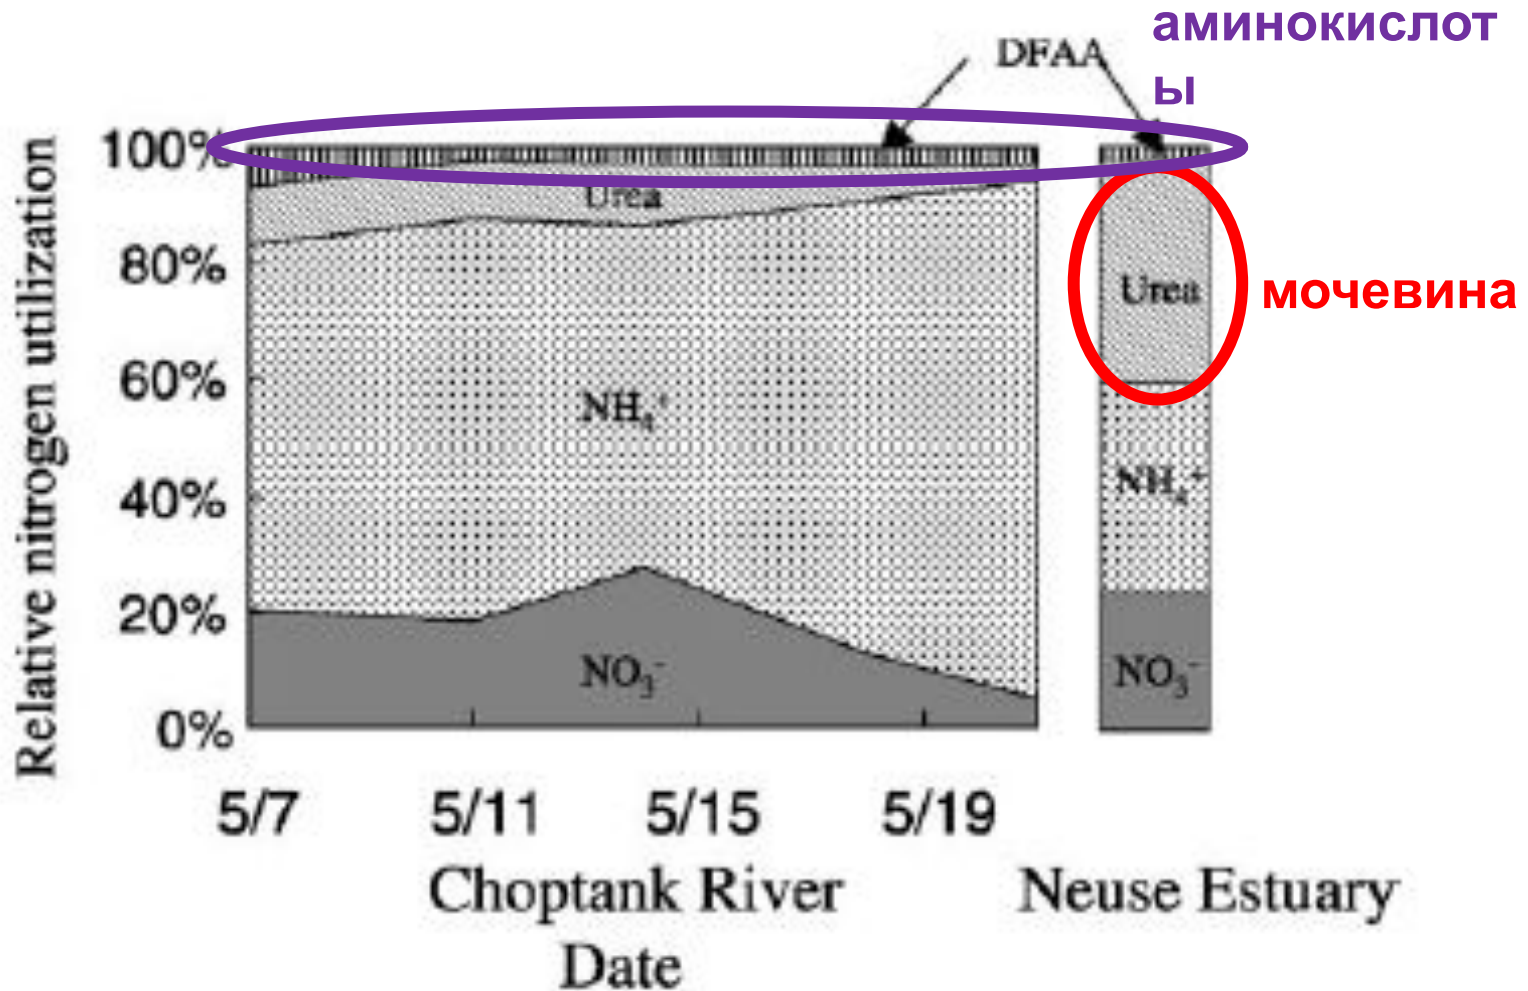 аминокислот
ы
DFAA
100%
80%
60%
40%
20%
0%
Relative nitrogen utilization
Urea
NH₄⁺
NO₃⁻
Urea
мочевина
NH₄⁺
NO₃⁻
5/7 5/11 5/15 5/19
Choptank River
Date
Neuse Estuary